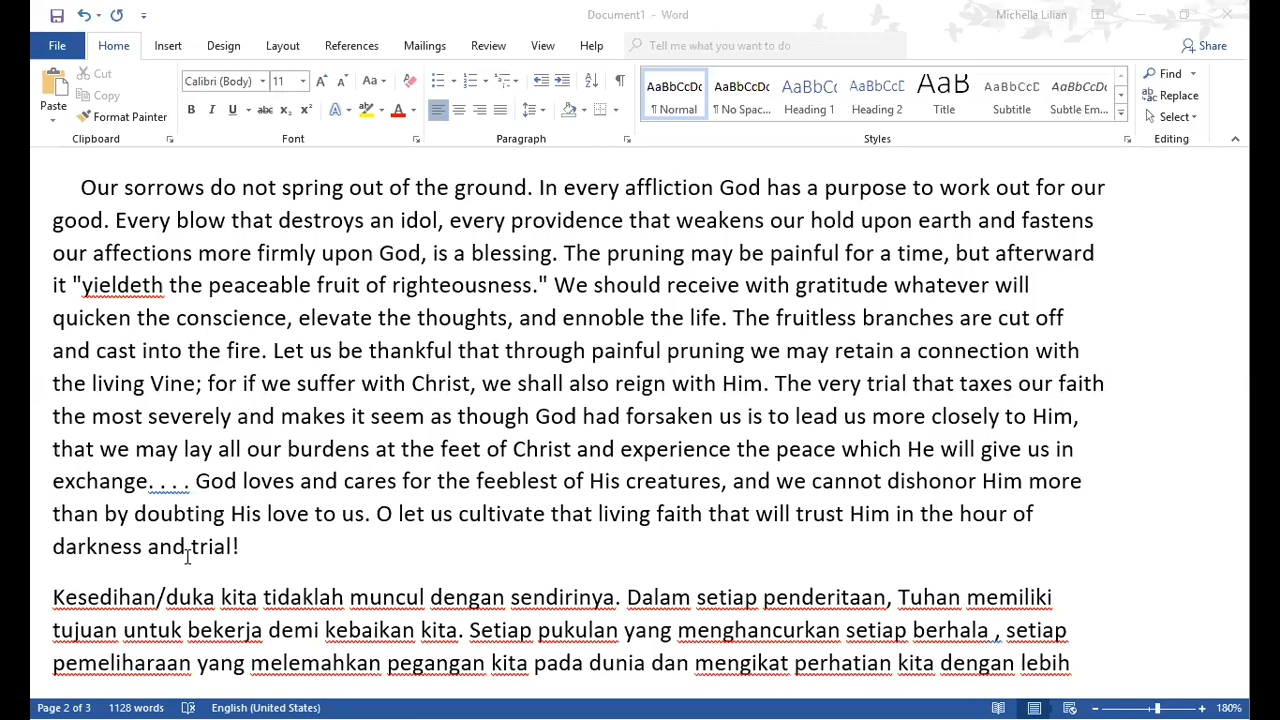 Document1 - Word
Michella Lilian
File Home Insert Design Layout References Mailings Review View Help Tell me what you want to do Share
Cut
Copy
Paste
Format Painter
Clipboard
Calibri (Body) 11
Font
Paragraph
AaBbCcDc AaBbCcDc AaBbCc AaBbCcD AaB AaBbCcD AaBbCcDc
¶ Normal ¶ No Spac... Heading 1 Heading 2 Title Subtitle Subtle Em...
Styles
Find
Replace
Select
Editing
Our sorrows do not spring out of the ground. In every affliction God has a purpose to work out for our
good. Every blow that destroys an idol, every providence that weakens our hold upon earth and fastens
our affections more firmly upon God, is a blessing. The pruning may be painful for a time, but afterward
it "yieldeth the peaceable fruit of righteousness." We should receive with gratitude whatever will
quicken the conscience, elevate the thoughts, and ennoble the life. The fruitless branches are cut off
and cast into the fire. Let us be thankful that through painful pruning we may retain a connection with
the living Vine; for if we suffer with Christ, we shall also reign with Him. The very trial that taxes our faith
the most severely and makes it seem as though God had forsaken us is to lead us more closely to Him,
that we may lay all our burdens at the feet of Christ and experience the peace which He will give us in
exchange. . . . God loves and cares for the feeblest of His creatures, and we cannot dishonor Him more
than by doubting His love to us. O let us cultivate that living faith that will trust Him in the hour of
darkness and trial!
Kesedihan/duka kita tidaklah muncul dengan sendirinya. Dalam setiap penderitaan, Tuhan memiliki
tujuan untuk bekerja demi kebaikan kita. Setiap pukulan yang menghancurkan setiap berhala , setiap
pemeliharaan yang melemahkan pegangan kita pada dunia dan mengikat perhatian kita dengan lebih
Page 2 of 3 1128 words English (United States) 180%